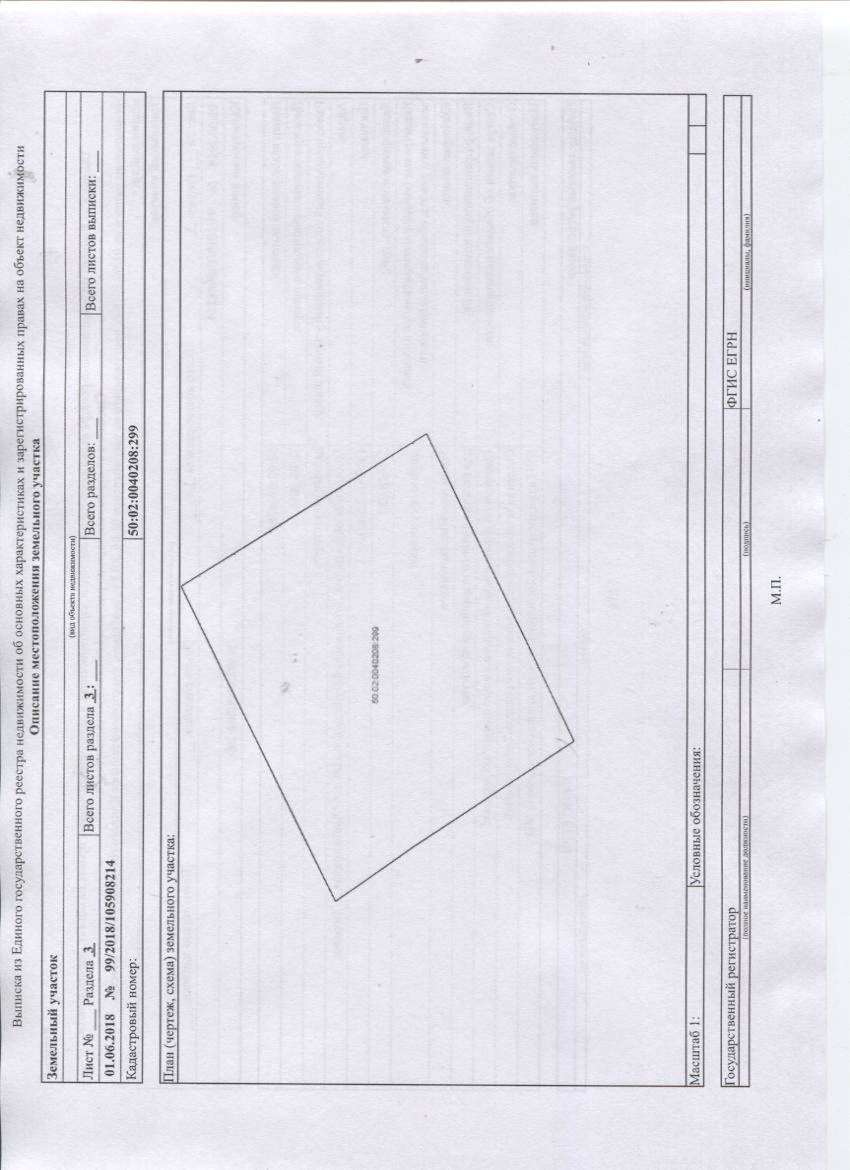 Выписка из Единого государственного реестра недвижимости об основных характеристиках и зарегистрированных правах на объект недвижимости
Описание местоположения земельного участка
Земельный участок
(вид объекта недвижимости)
Лист № ___ Раздела 3 Всего листов раздела 3 : ___ Всего разделов: ___ Всего листов выписки: ___
01.06.2018 № 99/2018/105908214
Кадастровый номер: 50:02:0040208:299
План (чертеж, схема) земельного участка:
50:02:0040208:299
Масштаб 1: Условные обозначения:
Государственный регистратор ФГИС ЕГРН
(полное наименование должности) (подпись) (инициалы, фамилия)
М.П.